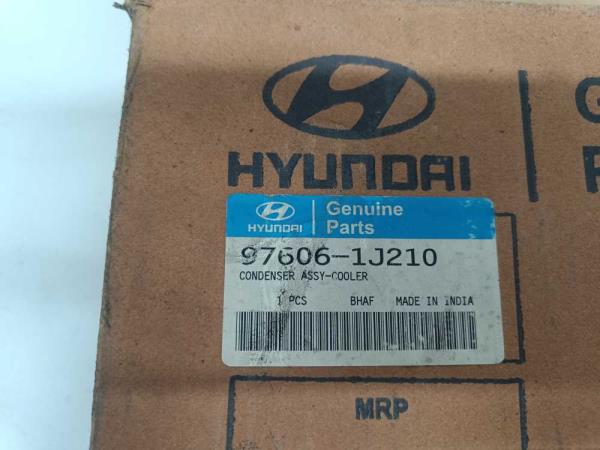 HYUNDAI
G
P
HYUNDAI Genuine Parts
97606-1J210
CONDENSER ASSY-COOLER
1 PCS BHAF MADE IN INDIA
MRP